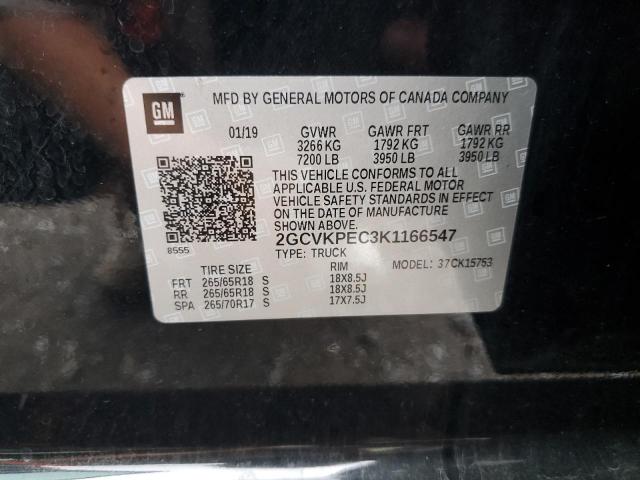 GM
MFD BY GENERAL MOTORS OF CANADA COMPANY
01/19 GVWR GAWR FRT GAWR RR
3266 KG 1792 KG 1792 KG
7200 LB 3950 LB 3950 LB
THIS VEHICLE CONFORMS TO ALL
APPLICABLE U.S. FEDERAL MOTOR
VEHICLE SAFETY STANDARDS IN EFFECT
ON THE DATE OF MANUFACTURE
SHOWN ABOVE.
2GCVKPEC3K1166547
8555
TYPE: TRUCK MODEL: 37CK15753
TIRE SIZE RIM
FRT 265/65R18 S 18X8.5J
RR 265/65R18 S 18X8.5J
SPA 265/70R17 S 17X7.5J